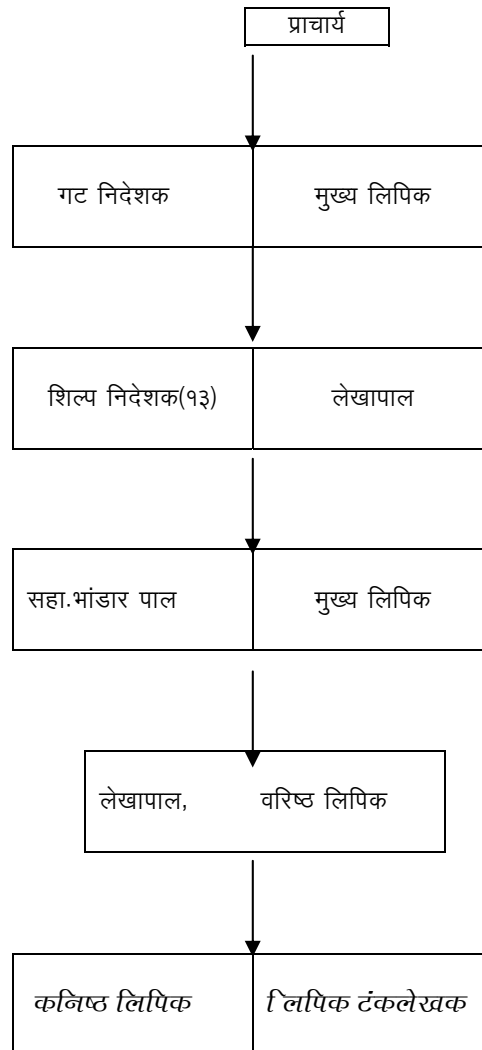 प्राचार्य
गट निदेशक मुख्य लिपिक
शिल्प निदेशक(१३) लेखापाल
सहा.भांडार पाल मुख्य लिपिक
लेखापाल, वरिष्ठ लिपिक
कनिष्ठ लिपिक लिपिक टंकलेखक